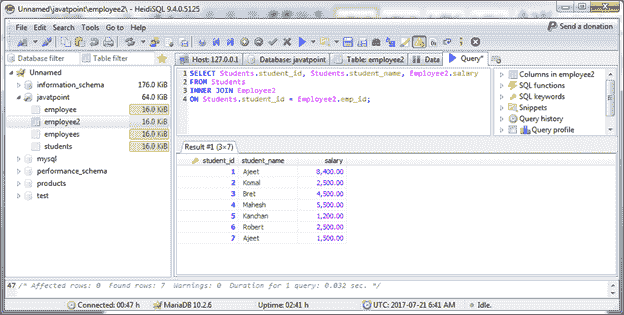 Unnamed\javatpoint\employee2\ - HeidiSQL 9.4.0.5125
File Edit Search Tools Go to Help
Send a donation
Database filter Table filter
Host: 127.0.0.1 Database: javatpoint Table: employee2 Data Query*
Unnamed
information_schema 176.0 KiB
javatpoint 64.0 KiB
employee 16.0 KiB
employee2 16.0 KiB
employees 16.0 KiB
students 16.0 KiB
mysql
performance_schema
products
test
SELECT Students.student_id, Students.student_name, Employee2.salary
FROM Students
INNER JOIN Employee2
ON Students.student_id = Employee2.emp_id;
Columns in employee2
SQL functions
SQL keywords
Snippets
Query history
Query profile
Result #1 (3×7)
student_id student_name salary
1 Ajeet 8,400.00
2 Komal 2,500.00
3 Bret 4,500.00
4 Mahesh 5,500.00
5 Kanchan 1,200.00
6 Robert 2,500.00
7 Ajeet 1,500.00
47 /* Affected rows: 0 Found rows: 7 Warnings: 0 Duration for 1 query: 0.032 sec. */
Connected: 00:47 h MariaDB 10.2.6 Uptime: 02:41 h UTC: 2017-07-21 6:41 AM Idle.